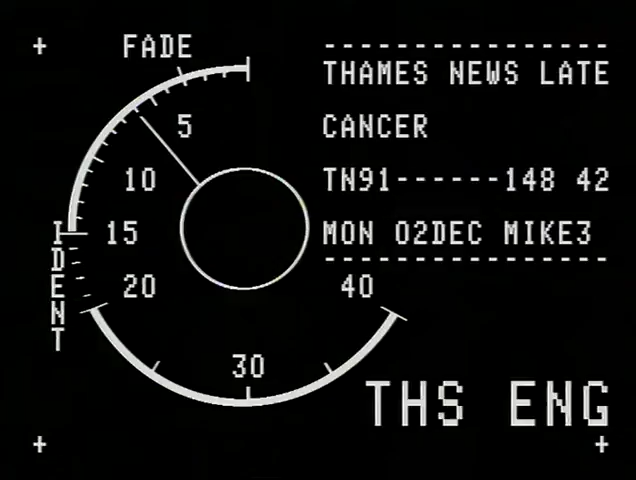 FADE
5
10
15
20
30
40
IDENT
----------------
THAMES NEWS LATE
CANCER
TN91------148 42
MON 02DEC MIKE3
----------------
THS ENG